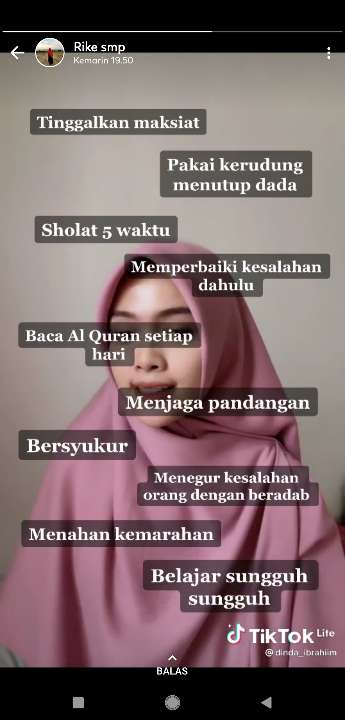 Rike smp
Kemarin 19.50
Tinggalkan maksiat
Pakai kerudung
menutup dada
Sholat 5 waktu
Memperbaiki kesalahan
dahulu
Baca Al Quran setiap
hari
Menjaga pandangan
Bersyukur
Menegur kesalahan
orang dengan beradab
Menahan kemarahan
Belajar sungguh
sungguh
TikTok Lite
@dinda_ibrahiim
BALAS